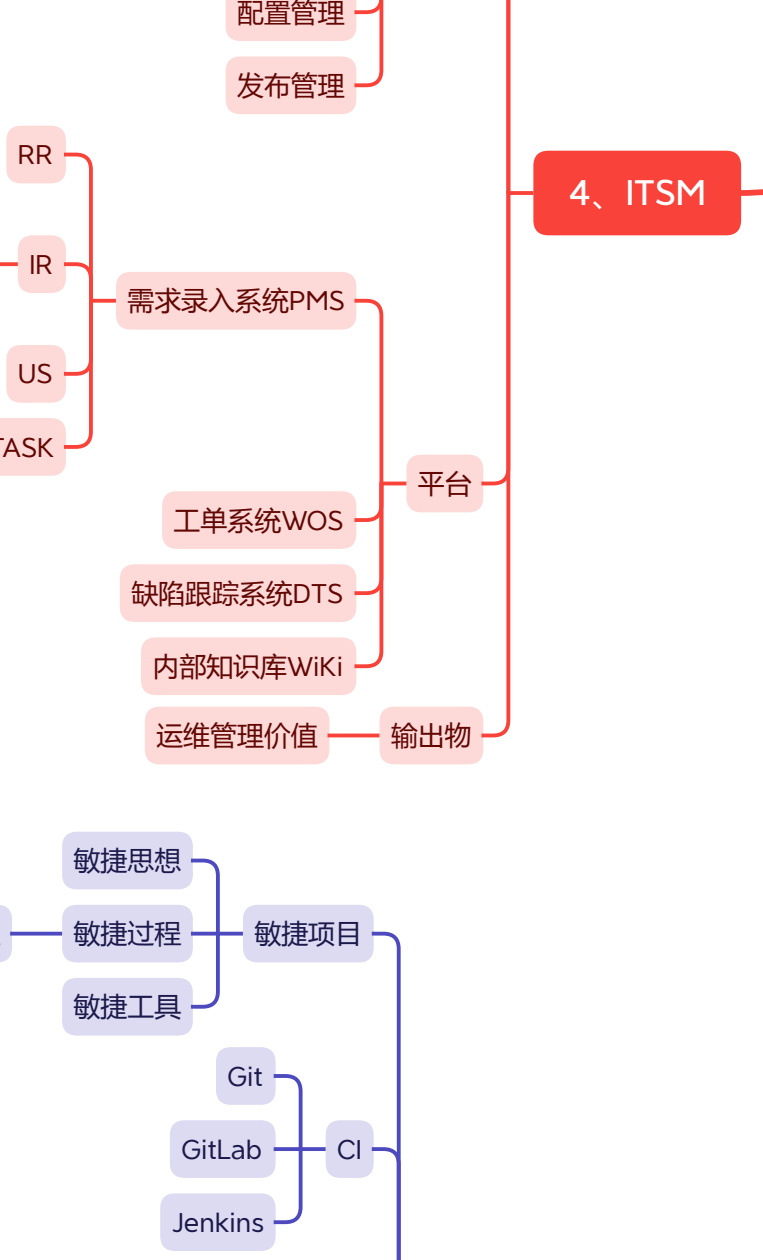 配置管理
发布管理
RR
4、ITSM
IR
需求录入系统PMS
US
TASK
平台
工单系统WOS
缺陷跟踪系统DTS
内部知识库WiKi
运维管理价值
输出物
敏捷思想
敏捷过程
敏捷项目
敏捷工具
Git
GitLab
CI
Jenkins